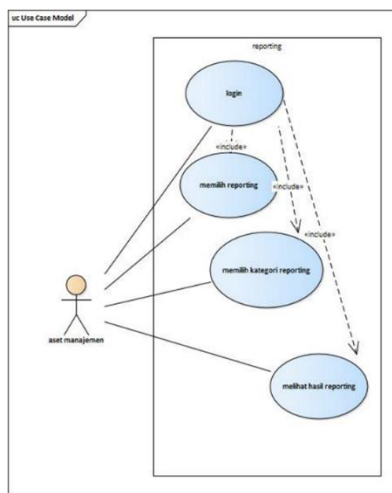 uc Use Case Model
reporting
login
«include»
memilih reporting
«include»
«include»
memilih kategori reporting
aset manajemen
melihat hasil reporting